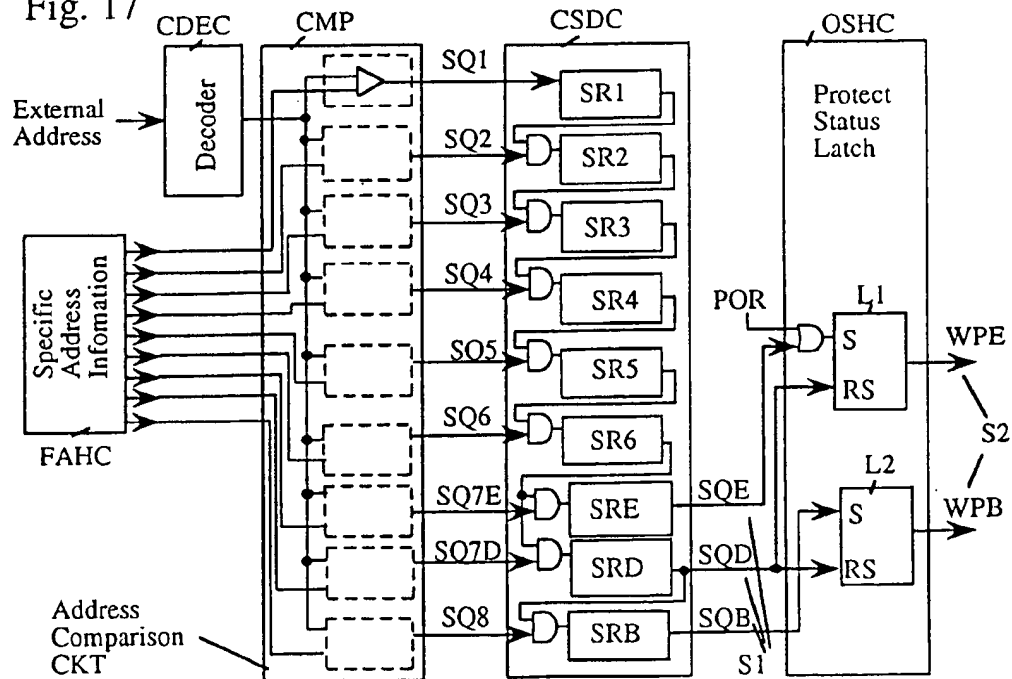 Fig. 17
CDEC
CMP
CSDC
OSHC
External
Address
Decoder
SQ1
SR1
Protect
Status
Latch
SQ2
SR2
SQ3
SR3
Specific
Address
Infomation
FAHC
SQ4
SR4
POR
L1
S
RS
WPE
SQ5
SR5
SQ6
SR6
S2
SQ7E
SRE
SQE
L2
S
RS
WPB
SQ7D
SRD
SQD
SQ8
SRB
SQB
S1
Address
Comparison
CKT